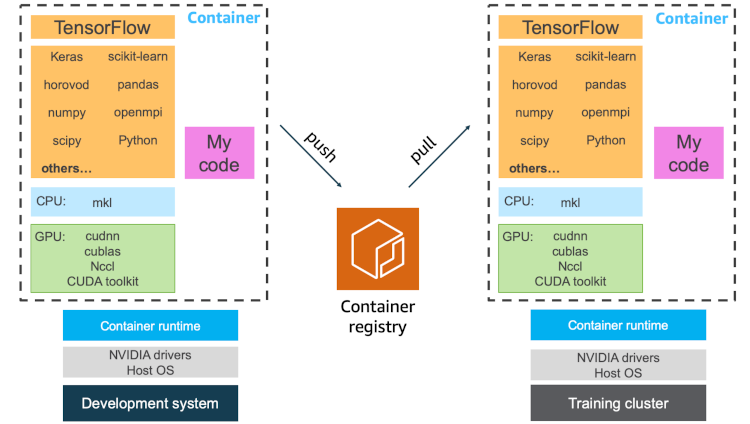 Container
TensorFlow
Keras scikit-learn
horovod pandas
numpy openmpi
scipy Python
others...
My
code
CPU: mkl
GPU: cudnn
cublas
Nccl
CUDA toolkit
Container runtime
NVIDIA drivers
Host OS
Development system
push
pull
Container
registry
Container
TensorFlow
Keras scikit-learn
horovod pandas
numpy openmpi
scipy Python
others...
My
code
CPU: mkl
GPU: cudnn
cublas
Nccl
CUDA toolkit
Container runtime
NVIDIA drivers
Host OS
Training cluster